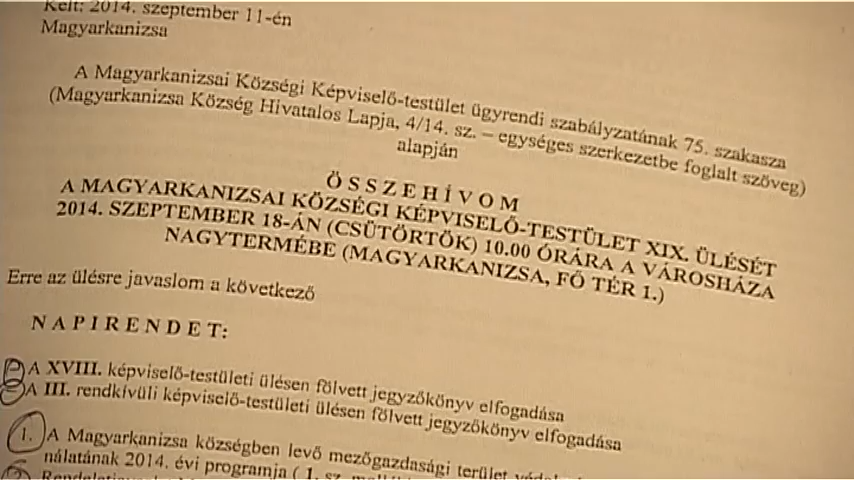 Kelt: 2014. szeptember 11-én
Magyarkanizsa
A Magyarkanizsai Községi Képviselő-testület ügyrendi szabályzatának 75. szakasza
(Magyarkanizsa Község Hivatalos Lapja, 4/14. sz. – egységes szerkezetbe foglalt szöveg)
alapján
Ö S S Z E H Í V O M
A MAGYARKANIZSAI KÖZSÉGI KÉPVISELŐ-TESTÜLET XIX. ÜLÉSÉT
2014. SZEPTEMBER 18-ÁN (CSÜTÖRTÖK) 10.00 ÓRÁRA A VÁROSHÁZA
NAGYTERMÉBE (MAGYARKANIZSA, FŐ TÉR 1.)
Erre az ülésre javaslom a következő
N A P I R E N D E T:
A XVIII. képviselő-testületi ülésen fölvett jegyzőkönyv elfogadása
A III. rendkívüli képviselő-testületi ülésen fölvett jegyzőkönyv elfogadása
1. A Magyarkanizsa községben levő mezőgazdasági terület
nálatának 2014. évi programja ( 1. sz.